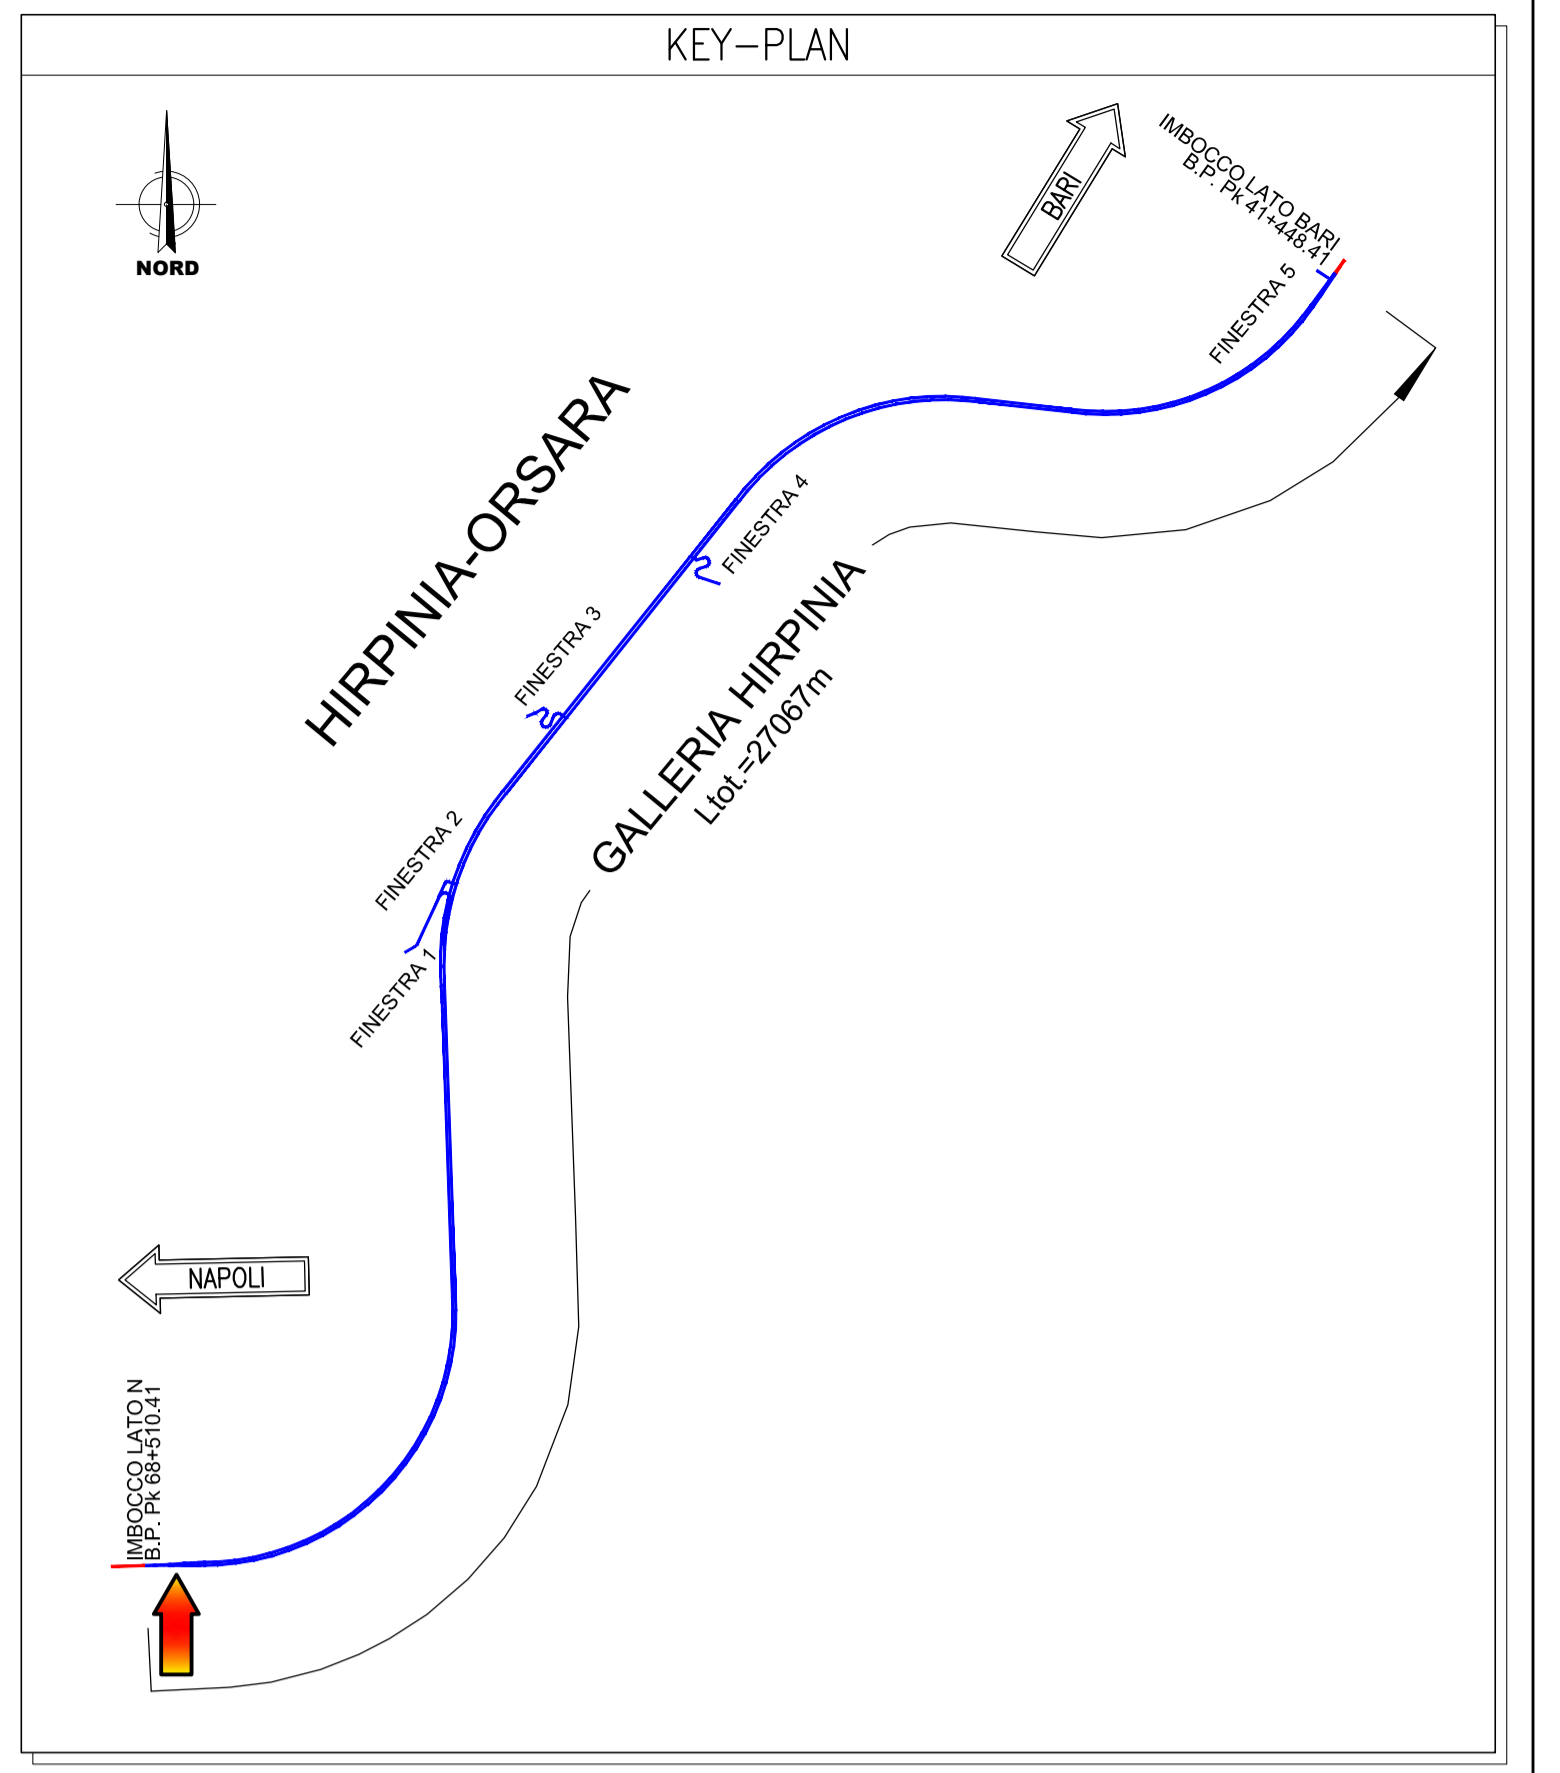 KEY-PLAN
NORD
BARI
IMBOCCO LATO BARI
B.P. Pk 41+448.41
FINESTRA 5
HIRPINIA-ORSARA
FINESTRA 4
FINESTRA 3
GALLERIA HIRPINIA
Ltot.=27067m
FINESTRA 2
FINESTRA 1
NAPOLI
IMBOCCO LATO N
B.P. Pk 68+510.41